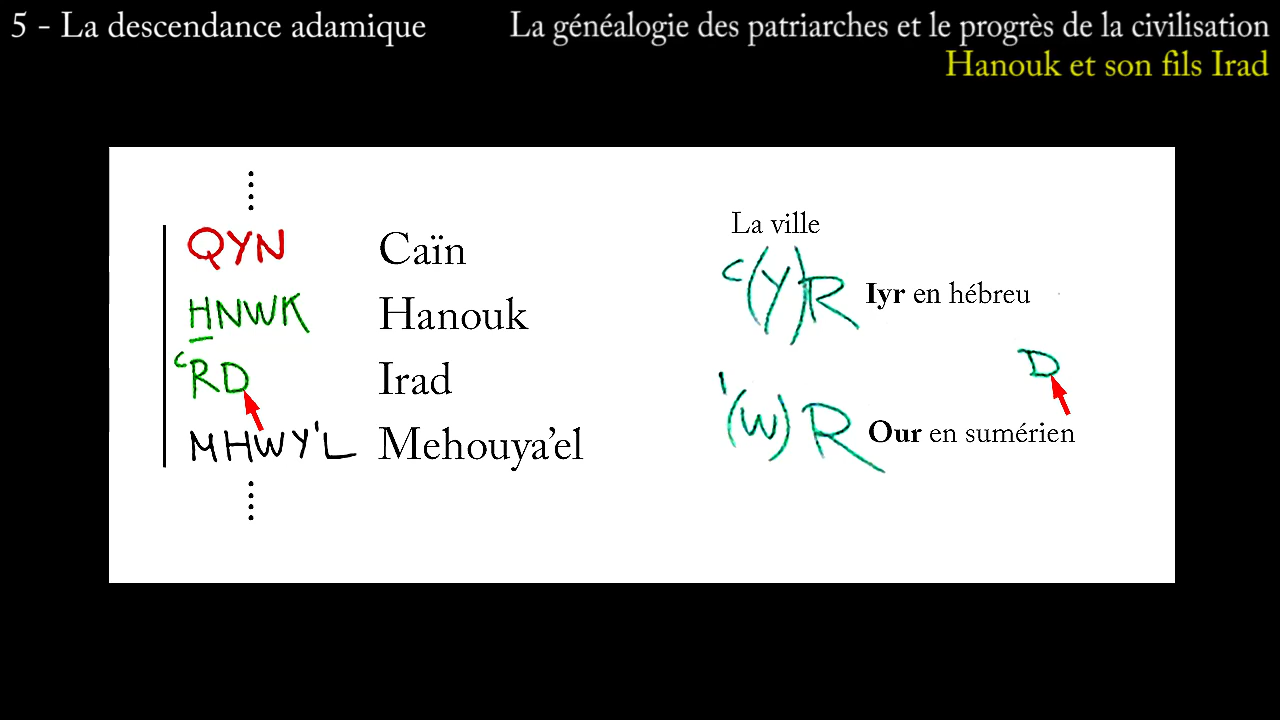 5 - La descendance adamique
La généalogie des patriarches et le progrès de la civilisation
Hanouk et son fils Irad
QYN Caïn
HNWK Hanouk
ʿRD Irad
MHWY'L Mehouya’el
La ville
ʿ(Y)R Iyr en hébreu
D
'(W)R Our en sumérien